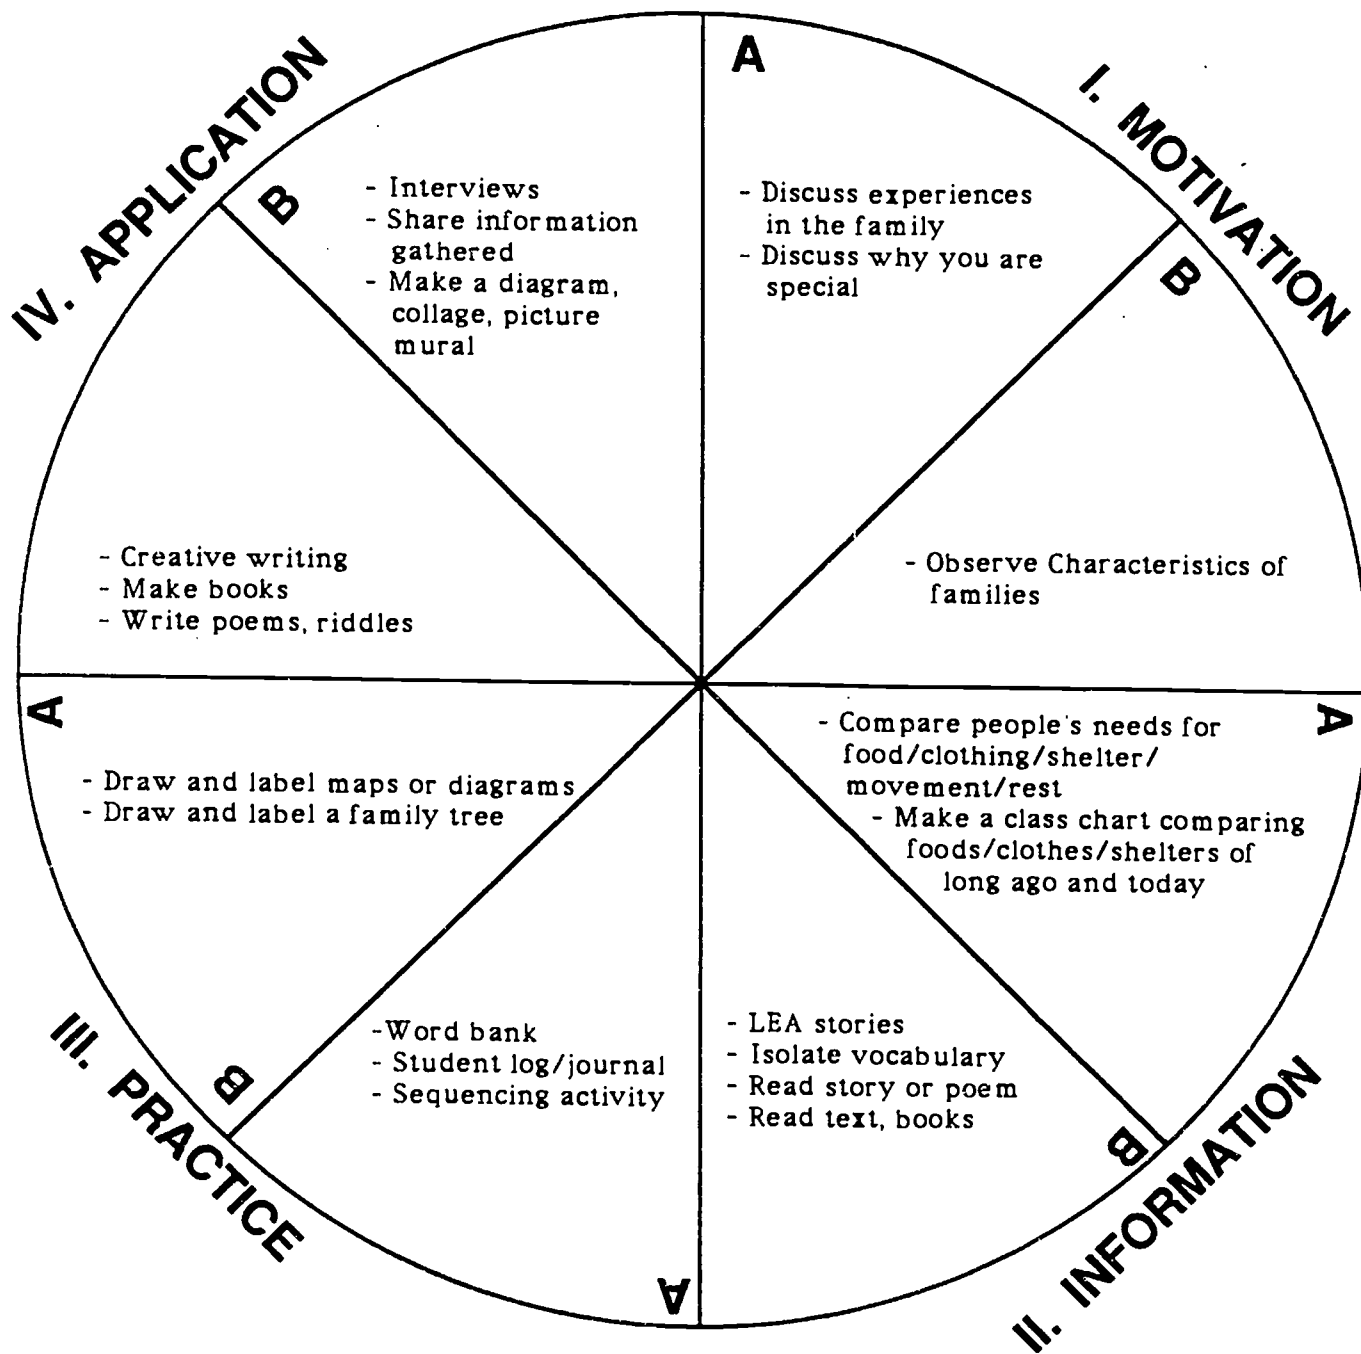 I. MOTIVATION
A
- Discuss experiences
in the family
- Discuss why you are
special
B
- Observe Characteristics of
families
II. INFORMATION
A
- Compare people's needs for
food/clothing/shelter/
movement/rest
- Make a class chart comparing
foods/clothes/shelters of
long ago and today
B
- LEA stories
- Isolate vocabulary
- Read story or poem
- Read text, books
III. PRACTICE
A
-Word bank
- Student log/journal
- Sequencing activity
B
- Draw and label maps or diagrams
- Draw and label a family tree
IV. APPLICATION
A
- Creative writing
- Make books
- Write poems, riddles
B
- Interviews
- Share information
gathered
- Make a diagram,
collage, picture
mural